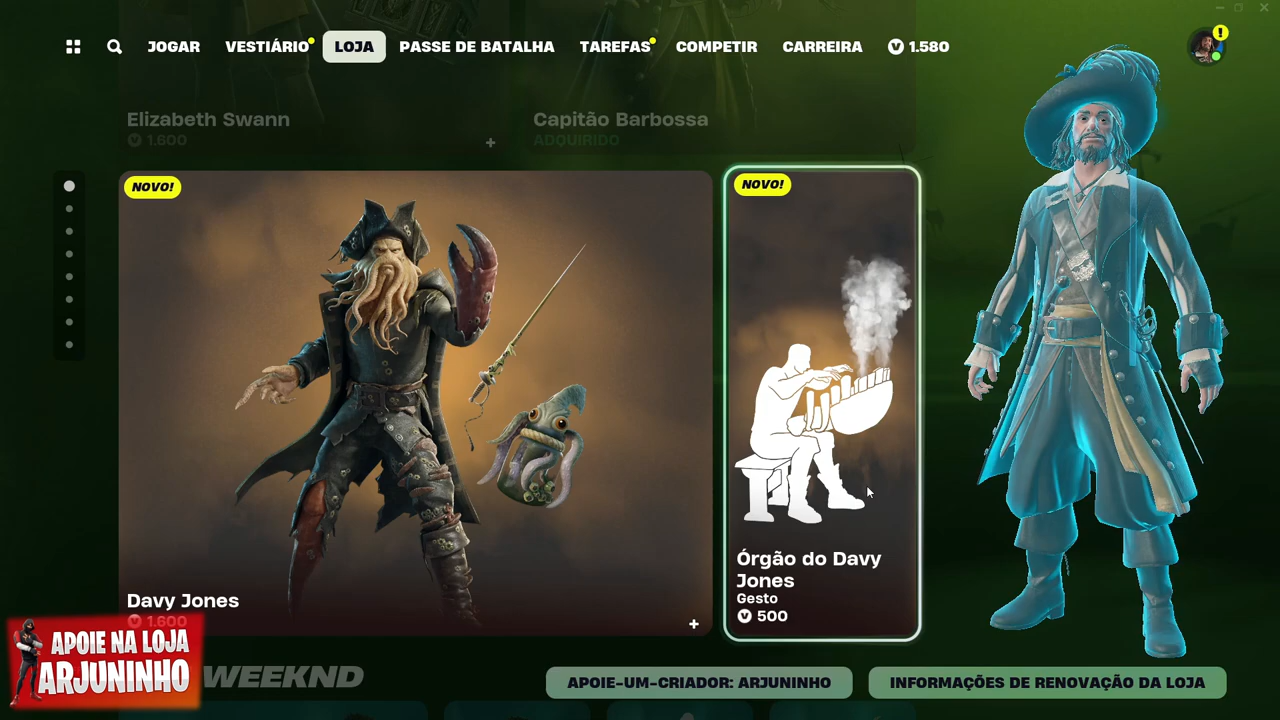 JOGAR
VESTIÁRIO
LOJA
PASSE DE BATALHA
TAREFAS
COMPETIR
CARREIRA
1.580
!
Elizabeth Swann
1.600
Capitão Barbossa
ADQUIRIDO
NOVO!
NOVO!
Davy Jones
1.600
Órgão do Davy
Jones
Gesto
500
APOIE NA LOJA
ARJUNINHO
WEEKND
APOIE-UM-CRIADOR: ARJUNINHO
INFORMAÇÕES DE RENOVAÇÃO DA LOJA